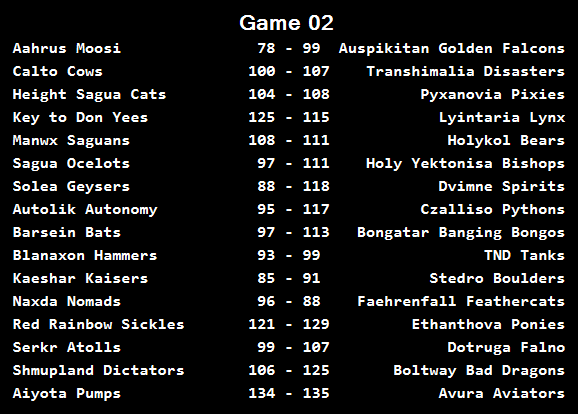 Game 02
Aahrus Moosi 78 - 99 Auspikitan Golden Falcons
Calto Cows 100 - 107 Transhimalia Disasters
Height Sagua Cats 104 - 108 Pyxanovia Pixies
Key to Don Yees 125 - 115 Lyintaria Lynx
Manwx Saguans 108 - 111 Holykol Bears
Sagua Ocelots 97 - 111 Holy Yektonisa Bishops
Solea Geysers 88 - 118 Dvimne Spirits
Autolik Autonomy 95 - 117 Czalliso Pythons
Barsein Bats 97 - 113 Bongatar Banging Bongos
Blanaxon Hammers 93 - 99 TND Tanks
Kaeshar Kaisers 85 - 91 Stedro Boulders
Naxda Nomads 96 - 88 Faehrenfall Feathercats
Red Rainbow Sickles 121 - 129 Ethanthova Ponies
Serkr Atolls 99 - 107 Dotruga Falno
Shmupland Dictators 106 - 125 Boltway Bad Dragons
Aiyota Pumps 134 - 135 Avura Aviators